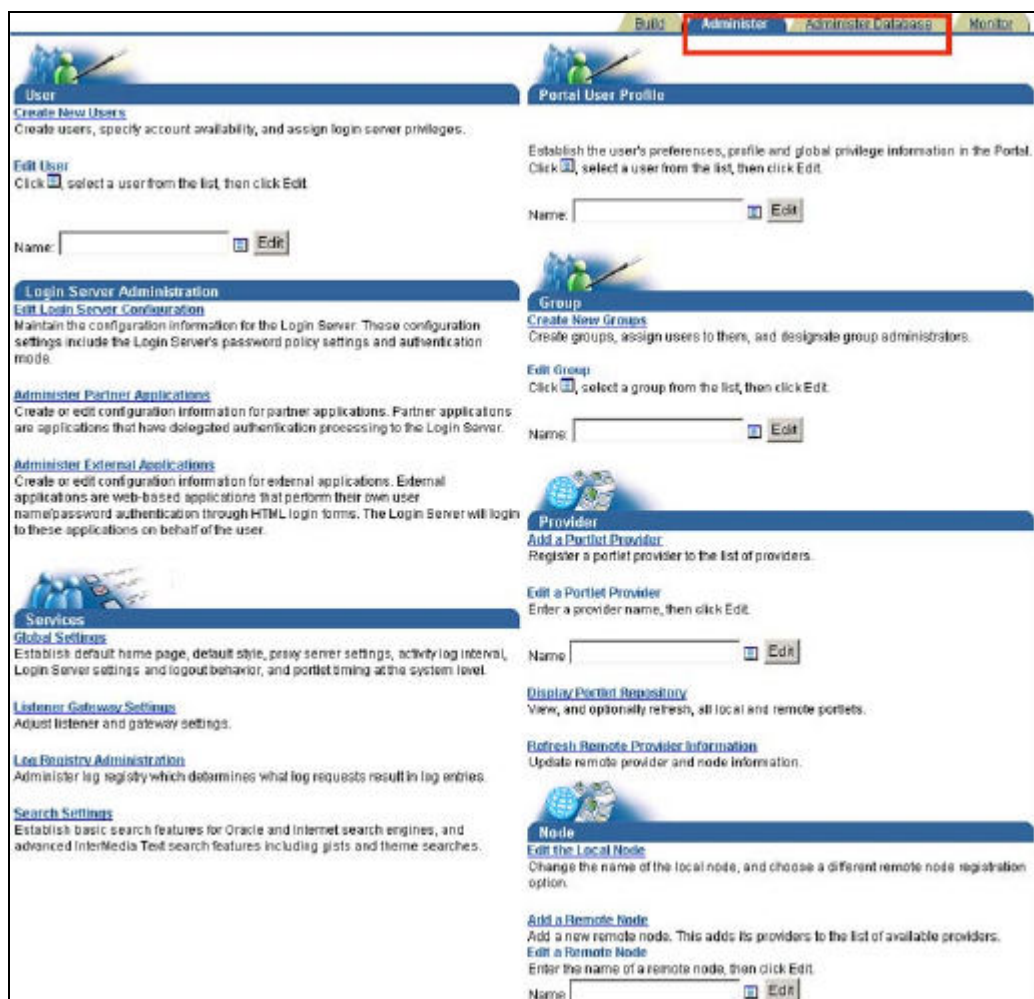 Build Administer Administer Database Monitor
User
Create New Users
Create users, specify account availability, and assign login server privileges.
Edit User
Click , select a user from the list, then click Edit
Name: Edit
Login Server Administration
Edit Login Server Configuration
Maintain the configuration information for the Login Server. These configuration
settings include the Login Server's password policy settings and authentication
mode.
Administer Partner Applications
Create or edit configuration information for partner applications. Partner applications
are applications that have delegated authentication processing to the Login Server.
Administer External Applications
Create or edit configuration information for external applications. External
applications are web-based applications that perform their own user
name/password authentication through HTML login forms. The Login Server will login
to these applications on behalf of the user.
Services
Global Settings
Establish default home page, default style, proxy server settings, activity log interval,
Login Server settings and logout behavior, and portlet timing at the system level.
Listener Gateway Settings
Adjust listener and gateway settings.
Log Registry Administration
Administer log registry which determines what log requests result in log entries.
Search Settings
Establish basic search features for Oracle and Internet search engines, and
advanced InterMedia Text search features including gists and theme searches.
Portal User Profile
Establish the user's preferences, profile and global privilege information in the Portal.
Click , select a user from the list, then click Edit.
Name: Edit
Group
Create New Groups
Create groups, assign users to them, and designate group administrators.
Edit Group
Click , select a group from the list, then click Edit.
Name: Edit
Provider
Add a Portlet Provider
Register a portlet provider to the list of providers.
Edit a Portlet Provider
Enter a provider name, then click Edit.
Name Edit
Display Portlet Repository
View, and optionally refresh, all local and remote portlets.
Refresh Remote Provider Information
Update remote provider and node information.
Node
Edit the Local Node
Change the name of the local node, and choose a different remote node registration
option.
Add a Remote Node
Add a new remote node. This adds its providers to the list of available providers.
Edit a Remote Node
Enter the name of a remote node, then click Edit.
Name Edit